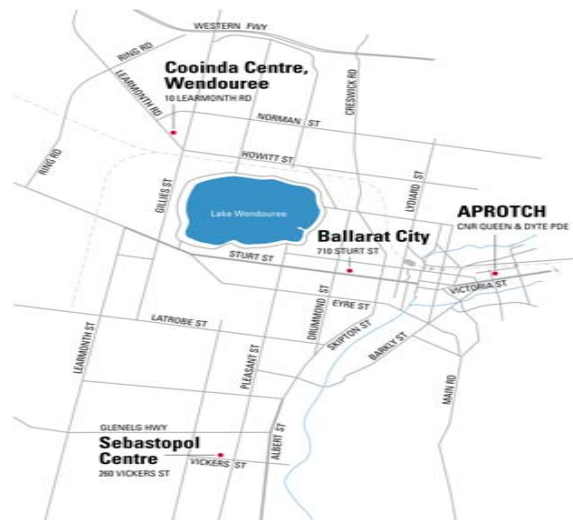 WESTERN FWY
RING RD
LEARMONTH RD
Cooinda Centre,
Wendouree
10 LEARMONTH RD
CRESWICK RD
NORMAN ST
HOWITT ST
RING RD
GILLIES ST
LYDIARD ST
Lake Wendouree
APROTCH
CNR QUEEN & DYTE PDE
Ballarat City
710 STURT ST
STURT ST
VICTORIA ST
EYRE ST
DRUMMOND ST
SKIPTON ST
LATROBE ST
BARKLY ST
LEARMONTH ST
PLEASANT ST
MAIN RD
GLENELG HWY
ALBERT ST
Sebastopol
Centre
260 VICKERS ST
VICKERS ST